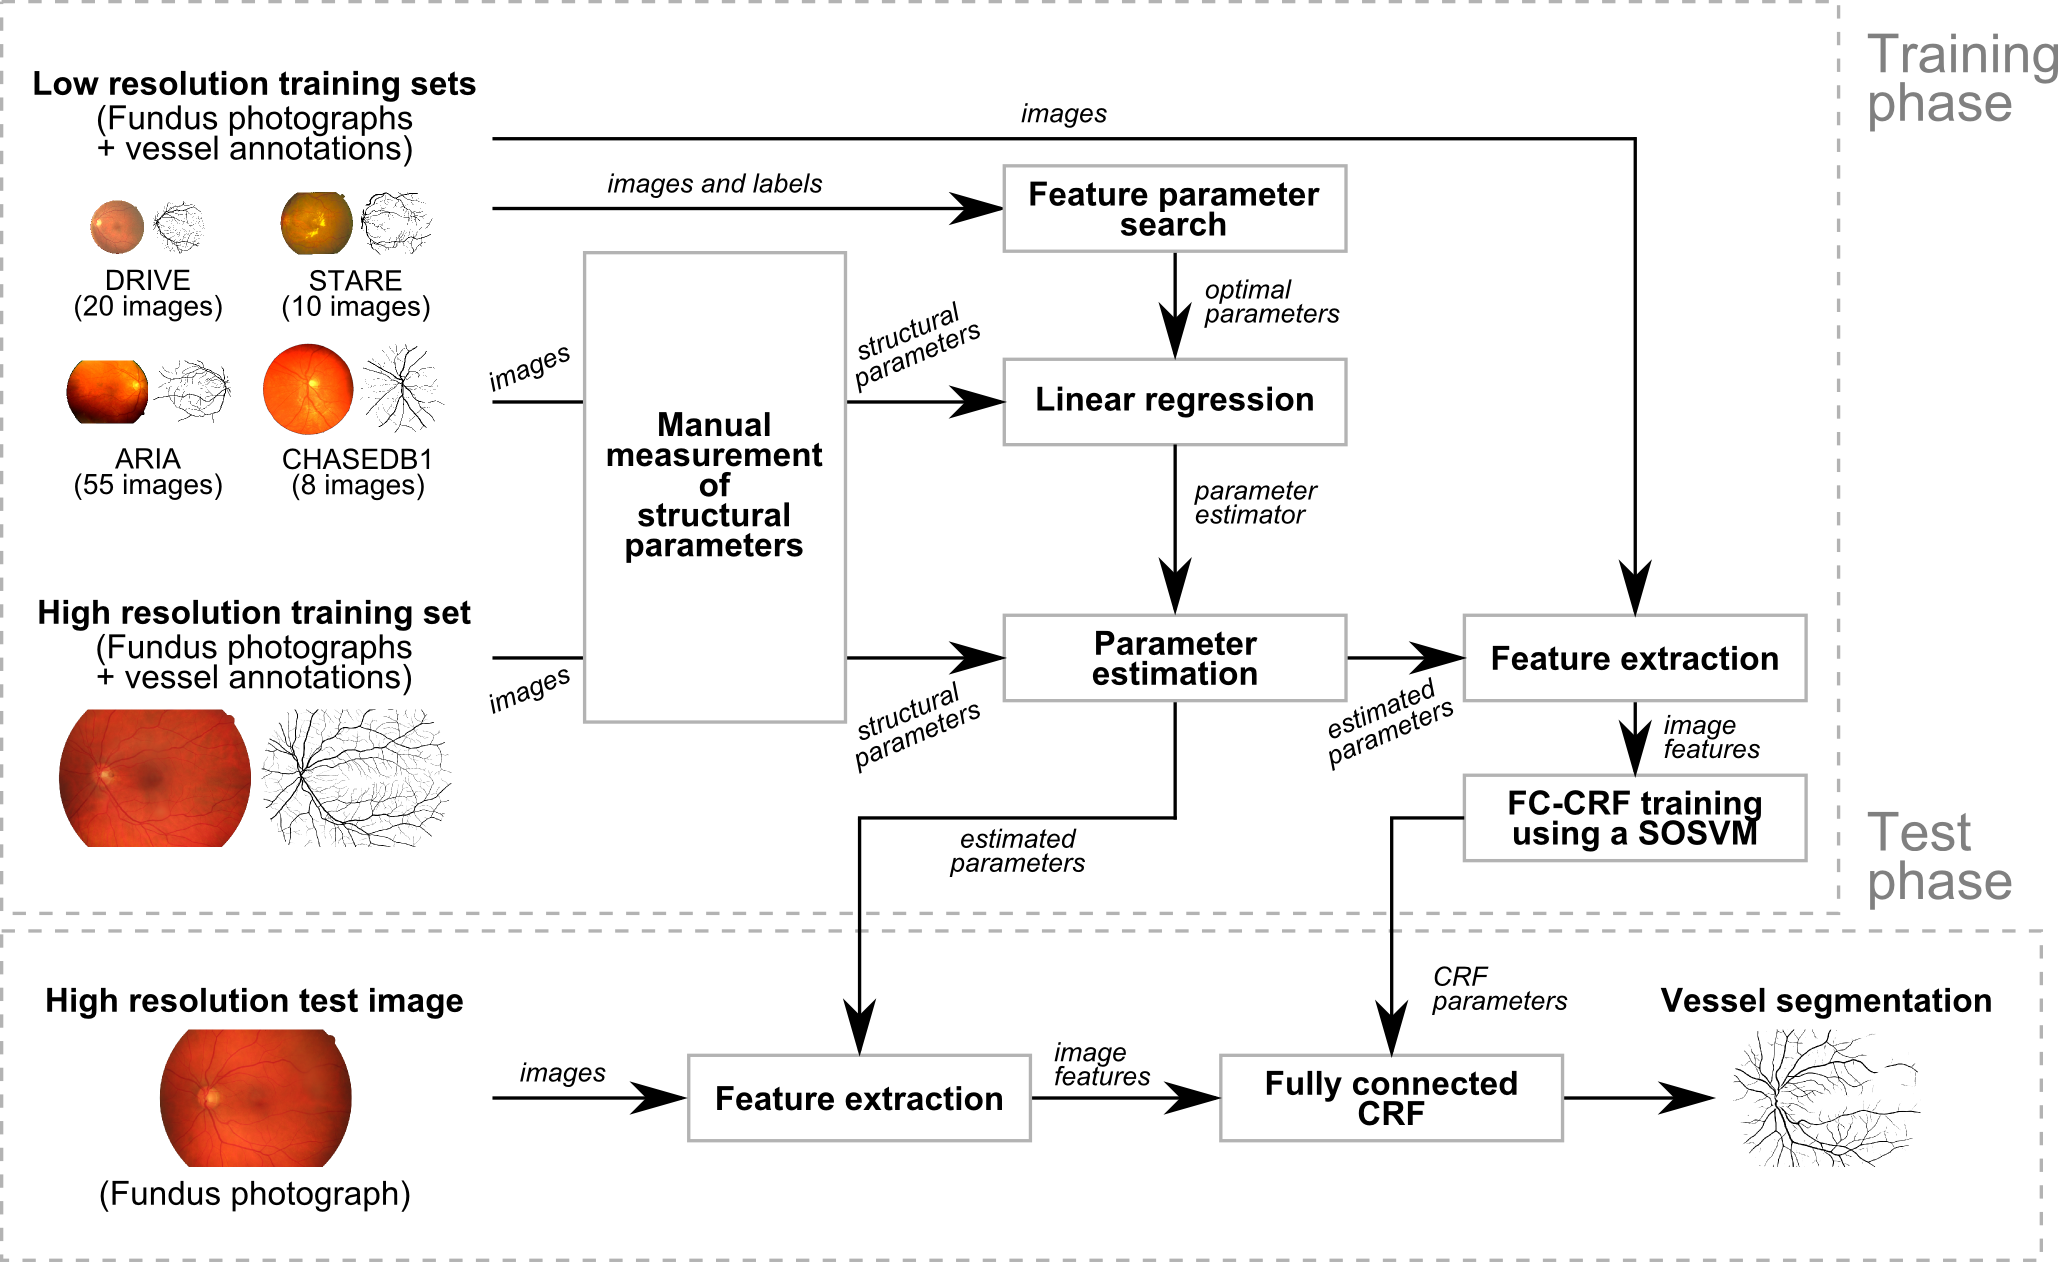 Training
phase
Low resolution training sets
(Fundus photographs
+ vessel annotations)
images
images and labels
Feature parameter
search
DRIVE
(20 images)
STARE
(10 images)
optimal
parameters
images
structural
parameters
ARIA
(55 images)
CHASEDB1
(8 images)
Manual
measurement
of
structural
parameters
Linear regression
parameter
estimator
High resolution training set
(Fundus photographs
+ vessel annotations)
images
structural
parameters
Parameter
estimation
estimated
parameters
Feature extraction
image
features
FC-CRF training
using a SOSVM
estimated
parameters
Test
phase
High resolution test image
(Fundus photograph)
images
Feature extraction
image
features
CRF
parameters
Fully connected
CRF
Vessel segmentation